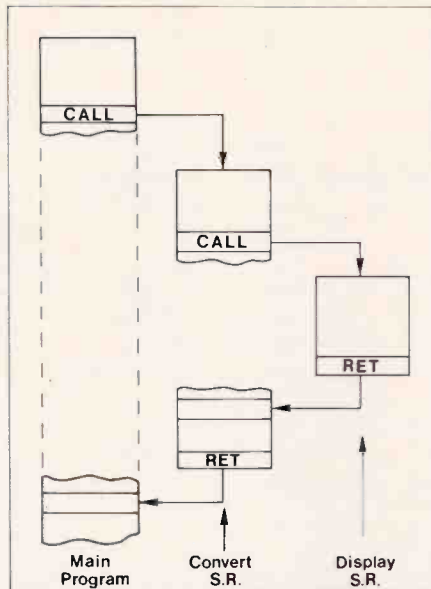 CALL
CALL
RET
RET
Main Program
Convert S.R.
Display S.R.